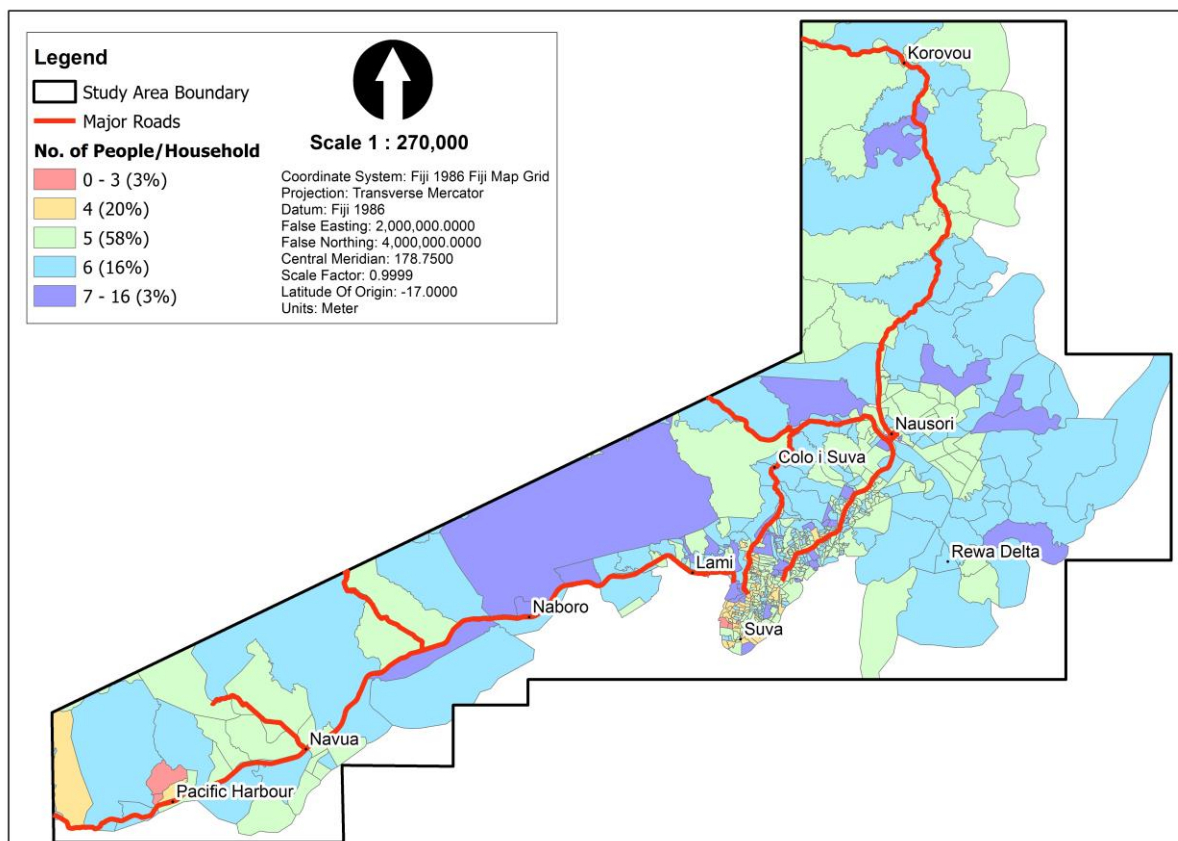 Legend
Study Area Boundary
Major Roads
No. of People/Household
0 - 3 (3%)
4 (20%)
5 (58%)
6 (16%)
7 - 16 (3%)
Scale 1 : 270,000
Coordinate System: Fiji 1986 Fiji Map Grid
Projection: Transverse Mercator
Datum: Fiji 1986
False Easting: 2,000,000.0000
False Northing: 4,000,000.0000
Central Meridian: 178.7500
Scale Factor: 0.9999
Latitude Of Origin: -17.0000
Units: Meter
Korovou
Nausori
Colo i Suva
Rewa Delta
Lami
Naboro
Suva
Navua
Pacific Harbour